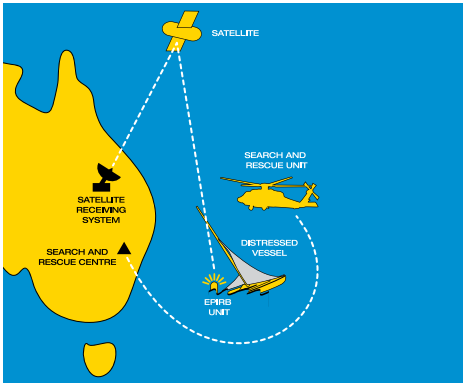 SATELLITE
SEARCH AND
RESCUE UNIT
SATELLITE
RECEIVING
SYSTEM
SEARCH AND
RESCUE CENTRE
DISTRESSED
VESSEL
EPIRB
UNIT